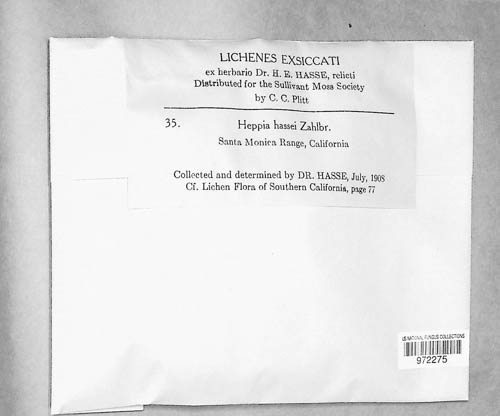 LICHENES EXSICCATI
ex herbario Dr. H. E. HASSE, relicti
Distributed for the Sullivant Moss Society
by C. C. Plitt
35. Heppia hassei Zahlbr.
Santa Monica Range, California
Collected and determined by DR. HASSE, July, 1908
Cf. Lichen Flora of Southern California, page 77
US NATIONAL FUNGUS COLLECTIONS
972275